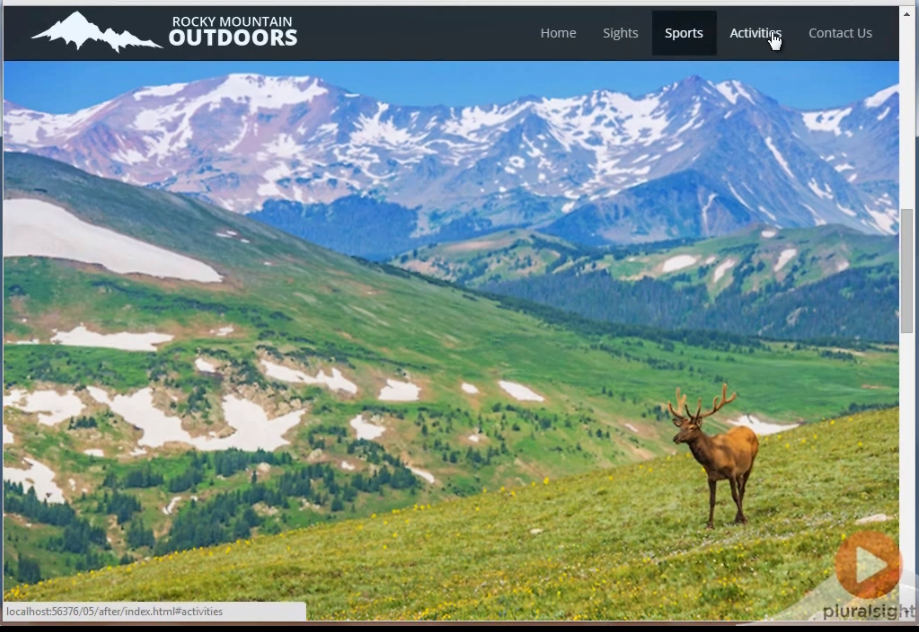 ROCKY MOUNTAIN
OUTDOORS
Home Sights Sports Activities Contact Us
localhost:56376/05/after/index.html#activities
pluralsight